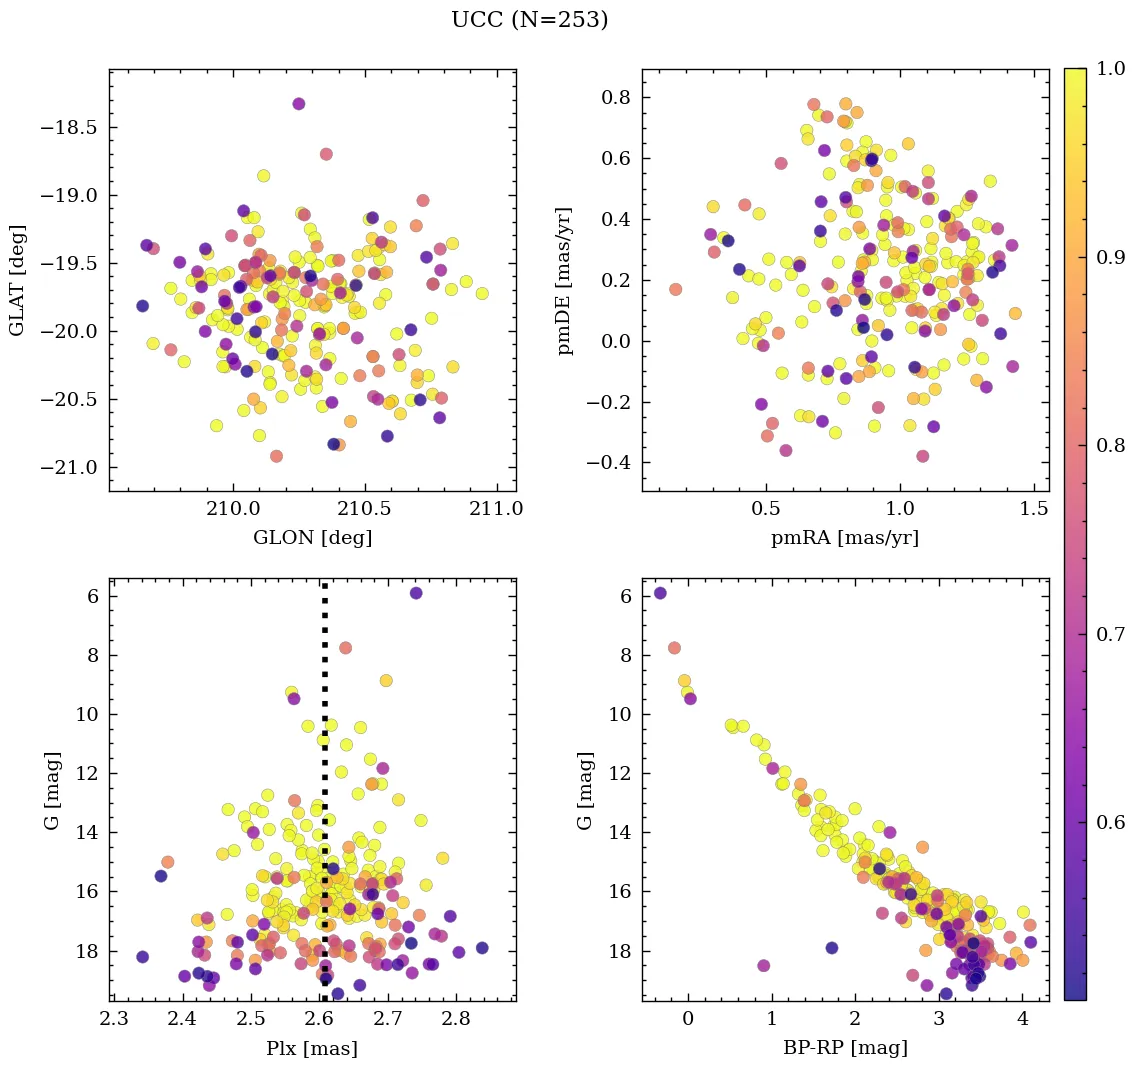 UCC (N=253)
−18.5
−19.0
−19.5
−20.0
−20.5
−21.0
GLAT [deg]
210.0 210.5 211.0
GLON [deg]
0.8
0.6
0.4
0.2
0.0
−0.2
−0.4
pmDE [mas/yr]
0.5 1.0 1.5
pmRA [mas/yr]
6
8
10
12
14
16
18
G [mag]
2.3 2.4 2.5 2.6 2.7 2.8
Plx [mas]
6
8
10
12
14
16
18
G [mag]
0 1 2 3 4
BP-RP [mag]
1.0
0.9
0.8
0.7
0.6